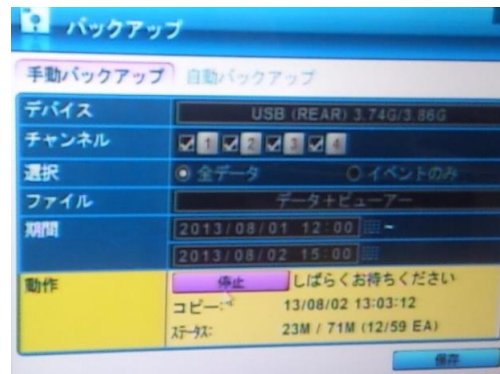 バックアップ
手動バックアップ 自動バックアップ
デバイス USB (REAR) 3.74G/3.86G
チャンネル 1 2 3 4
選択 全データ イベントのみ
ファイル データ+ビューアー
期間 2013/08/01 12:00 ~
2013/08/02 15:00
動作 停止 しばらくお待ちください
コピー: 13/08/02 13:03:12
ステータス: 23M / 71M (12/59 EA)
保存